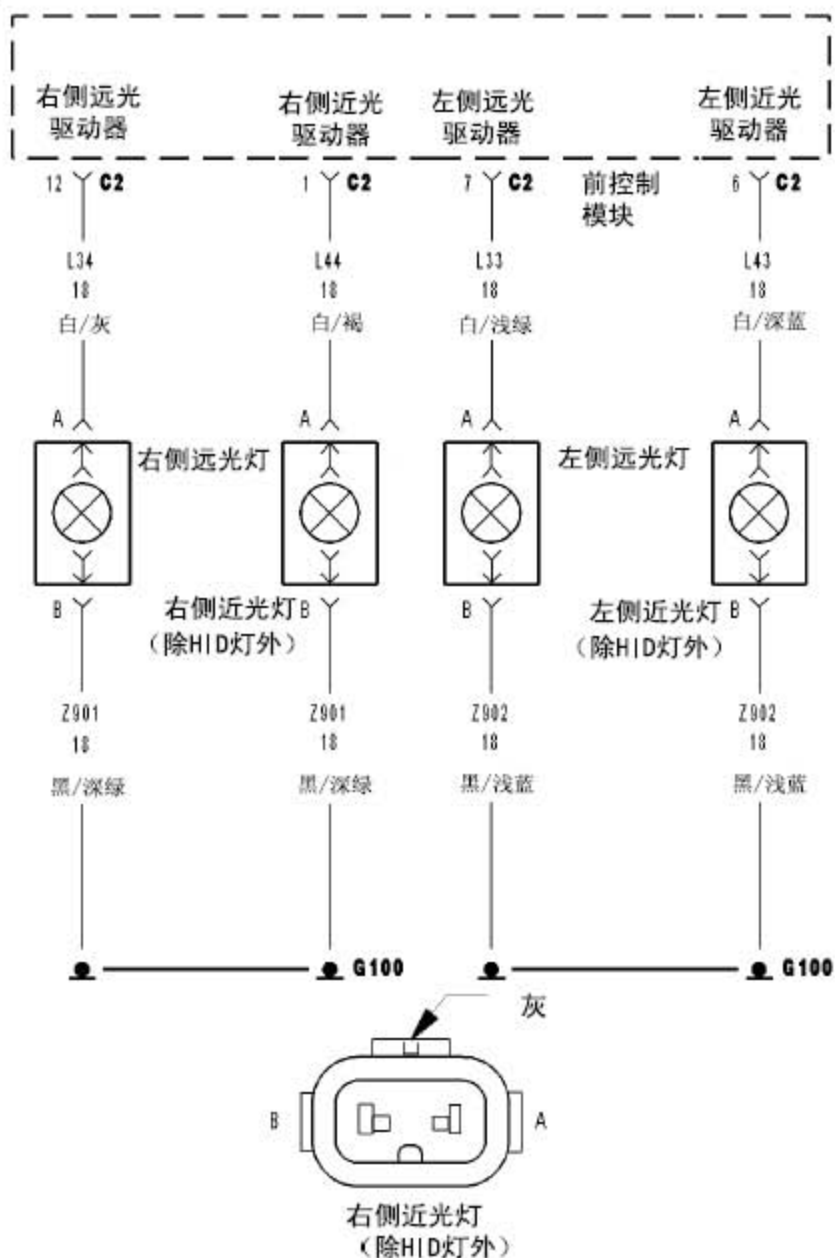 右侧远光
驱动器
右侧近光
驱动器
左侧远光
驱动器
左侧近光
驱动器
12 C2
1 C2
7 C2
前控制
模块
6 C2
L34
18
白/灰
L44
18
白/褐
L33
18
白/浅绿
L43
18
白/深蓝
A
A
A
A
右侧远光灯
左侧远光灯
B
右侧近光灯
(除HID灯外)
B
B
左侧近光灯
(除HID灯外)
B
Z901
18
黑/深绿
Z901
18
黑/深绿
Z902
18
黑/浅蓝
Z902
18
黑/浅蓝
G100
G100
灰
B
A
右侧近光灯
(除HID灯外)